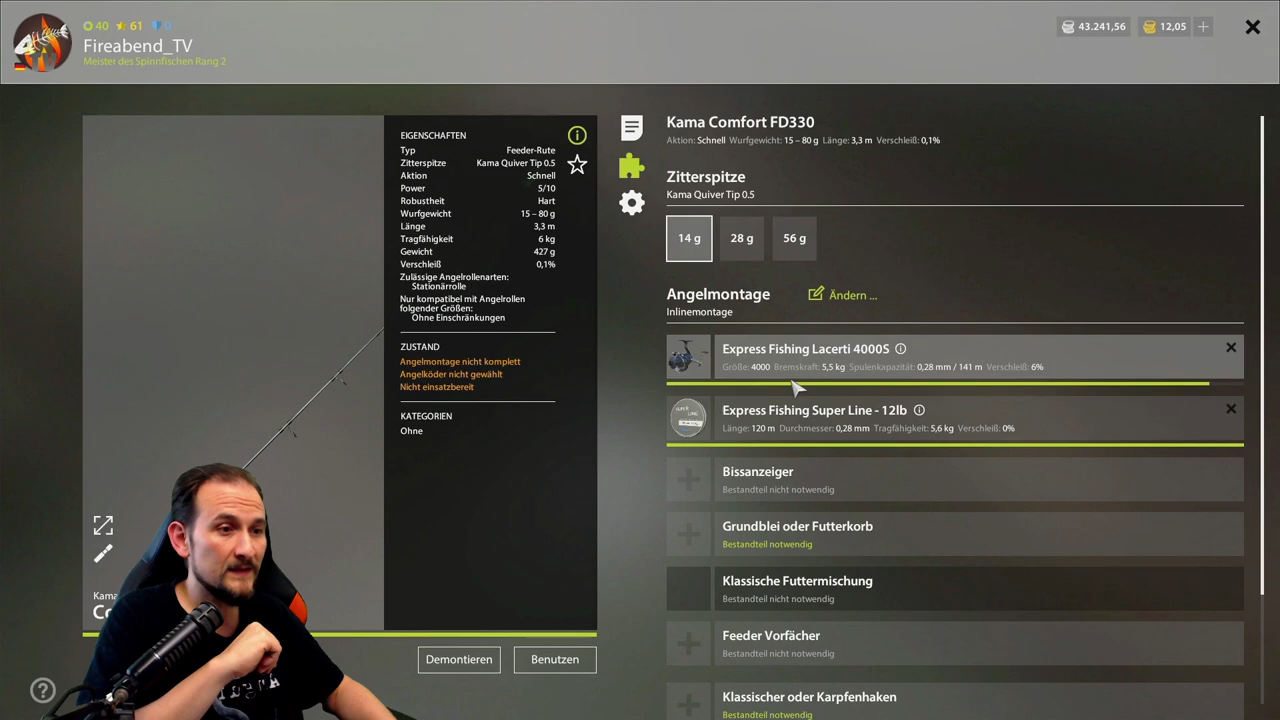 40 61 0
Fireabend_TV
Meister des Spinnfischen Rang 2
43.241,56 12,05
EIGENSCHAFTEN
Typ Feeder-Rute
Zitterspitze Kama Quiver Tip 0.5
Aktion Schnell
Power 5/10
Robustheit Hart
Wurfgewicht 15 – 80 g
Länge 3,3 m
Tragfähigkeit 6 kg
Gewicht 427 g
Verschleiß 0,1%
Zulässige Angelrollenarten:
Stationärrolle
Nur kompatibel mit Angelrollen
folgender Größen:
Ohne Einschränkungen
ZUSTAND
Angelmontage nicht komplett
Angelköder nicht gewählt
Nicht einsatzbereit
KATEGORIEN
Ohne
Kama
Demontieren
Benutzen
Kama Comfort FD330
Aktion: Schnell Wurfgewicht: 15 – 80 g Länge: 3,3 m Verschleiß: 0,1%
Zitterspitze
Kama Quiver Tip 0.5
14 g 28 g 56 g
Angelmontage Ändern ...
Inlinemontage
Express Fishing Lacerti 4000S
Größe: 4000 Bremskraft: 5,5 kg Spulenkapazität: 0,28 mm / 141 m Verschleiß: 6%
Express Fishing Super Line - 12lb
Länge: 120 m Durchmesser: 0,28 mm Tragfähigkeit: 5,6 kg Verschleiß: 0%
Bissanzeiger
Bestandteil nicht notwendig
Grundblei oder Futterkorb
Bestandteil notwendig
Klassische Futtermischung
Bestandteil nicht notwendig
Feeder Vorfächer
Bestandteil nicht notwendig
Klassischer oder Karpfenhaken
Bestandteil notwendig